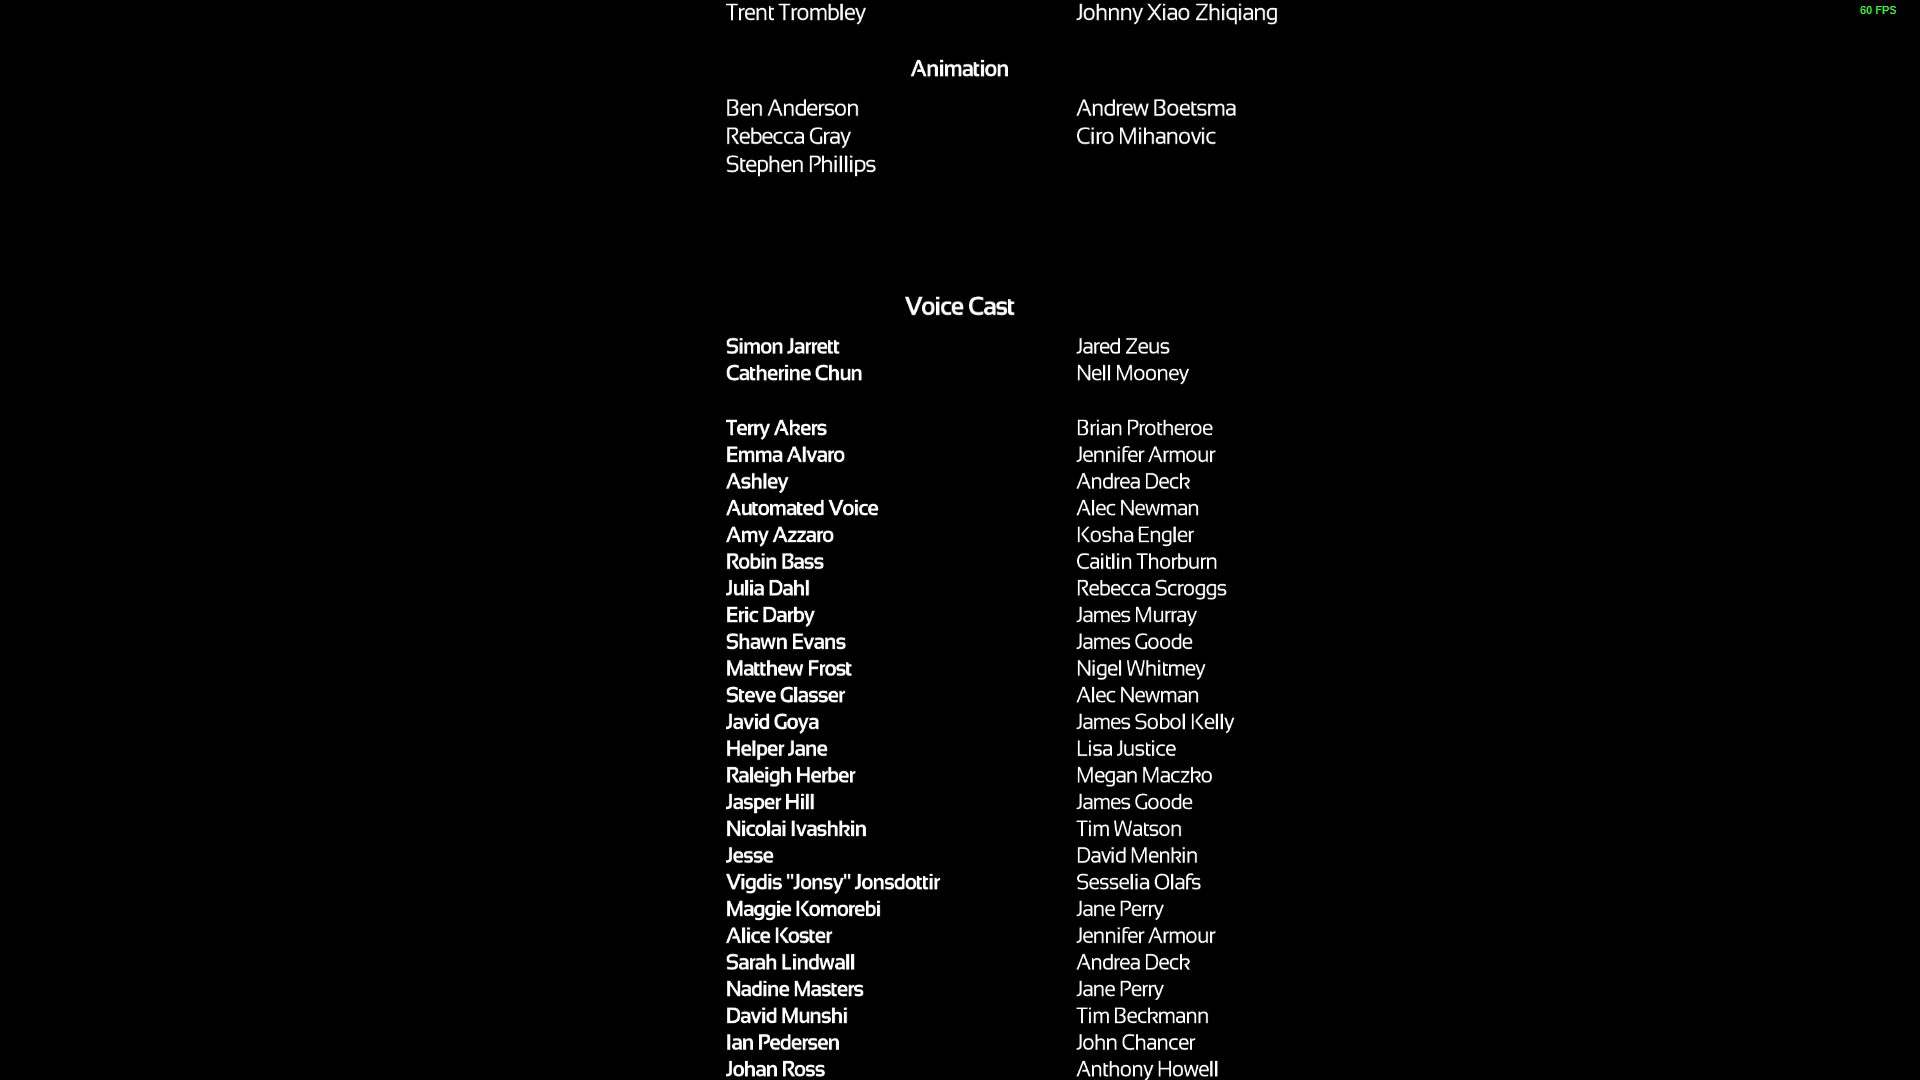 Trent Trombley Johnny Xiao Zhiqiang
60 FPS
Animation
Ben Anderson Andrew Boetsma
Rebecca Gray Ciro Mihanovic
Stephen Phillips
Voice Cast
Simon Jarrett Jared Zeus
Catherine Chun Nell Mooney
Terry Akers Brian Protheroe
Emma Alvaro Jennifer Armour
Ashley Andrea Deck
Automated Voice Alec Newman
Amy Azzaro Kosha Engler
Robin Bass Caitlin Thorburn
Julia Dahl Rebecca Scroggs
Eric Darby James Murray
Shawn Evans James Goode
Matthew Frost Nigel Whitmey
Steve Glasser Alec Newman
Javid Goya James Sobol Kelly
Helper Jane Lisa Justice
Raleigh Herber Megan Maczko
Jasper Hill James Goode
Nicolai Ivashkin Tim Watson
Jesse David Menkin
Vigdis "Jonsy" Jonsdottir Sesselia Olafs
Maggie Komorebi Jane Perry
Alice Koster Jennifer Armour
Sarah Lindwall Andrea Deck
Nadine Masters Jane Perry
David Munshi Tim Beckmann
Ian Pedersen John Chancer
Johan Ross Anthony Howell